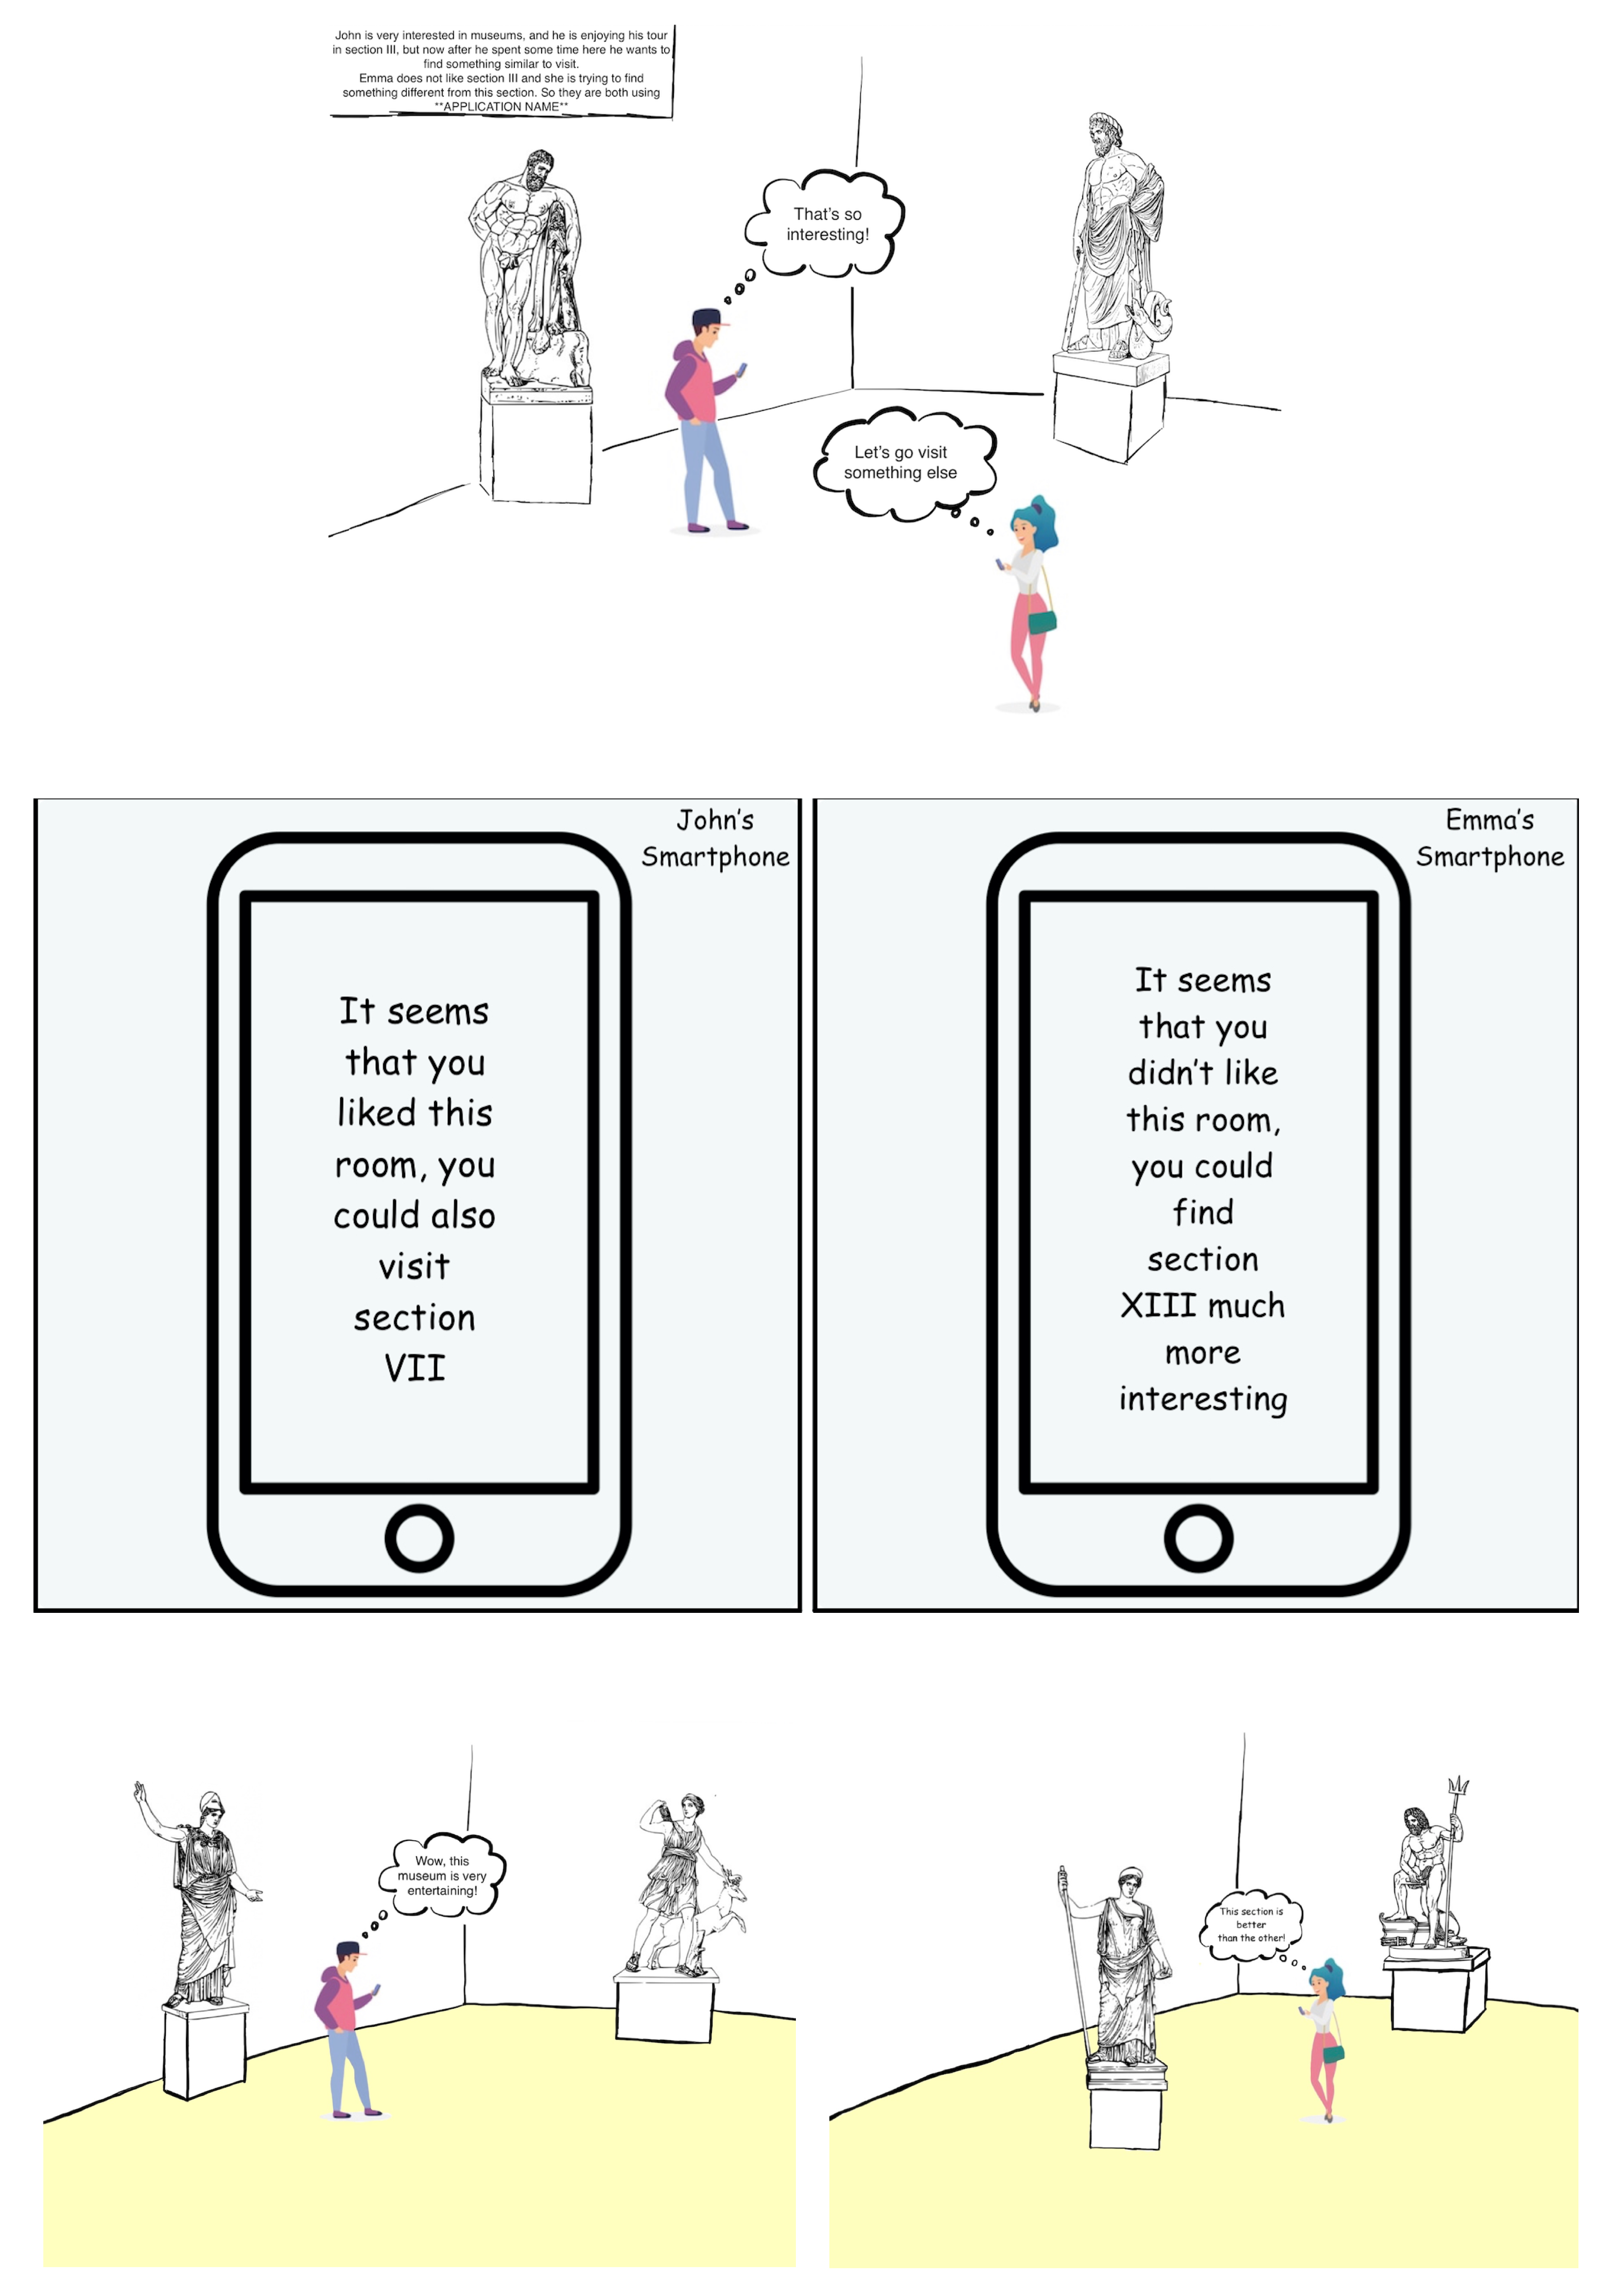 John is very interested in museums, and he is enjoying his tour
in section III, but now after he spent some time here he wants to
find something similar to visit.
Emma does not like section III and she is trying to find
something different from this section. So they are both using
**APPLICATION NAME**
That's so
interesting!
Let's go visit
something else
John's
Smartphone
It seems
that you
liked this
room, you
could also
visit
section
VII
Emma's
Smartphone
It seems
that you
didn't like
this room,
you could
find
section
XIII much
more
interesting
Wow, this
museum is very
entertaining!
This section is
better
than the other!